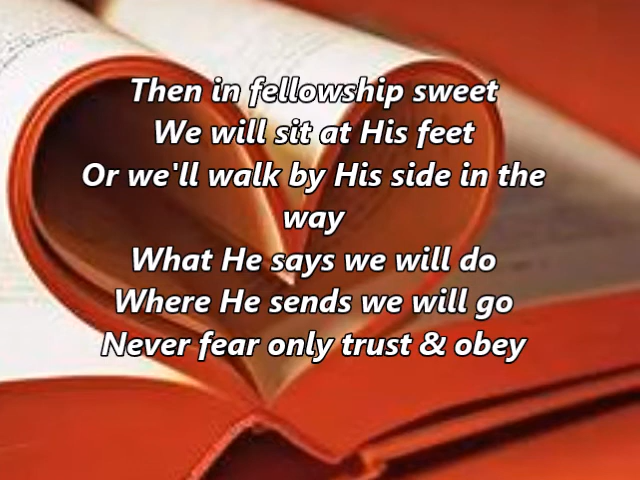 Then in fellowship sweet
We will sit at His feet
Or we'll walk by His side in the
way
What He says we will do
Where He sends we will go
Never fear only trust & obey